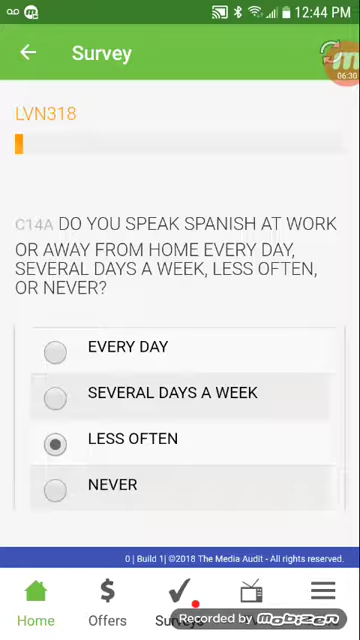 12:44 PM
Survey
06:30
LVN318
C14A DO YOU SPEAK SPANISH AT WORK
OR AWAY FROM HOME EVERY DAY,
SEVERAL DAYS A WEEK, LESS OFTEN,
OR NEVER?
EVERY DAY
SEVERAL DAYS A WEEK
LESS OFTEN
NEVER
0 | Build 1| ©2018 The Media Audit - All rights reserved.
Home
Offers
Surveys
Recorded by mobizen